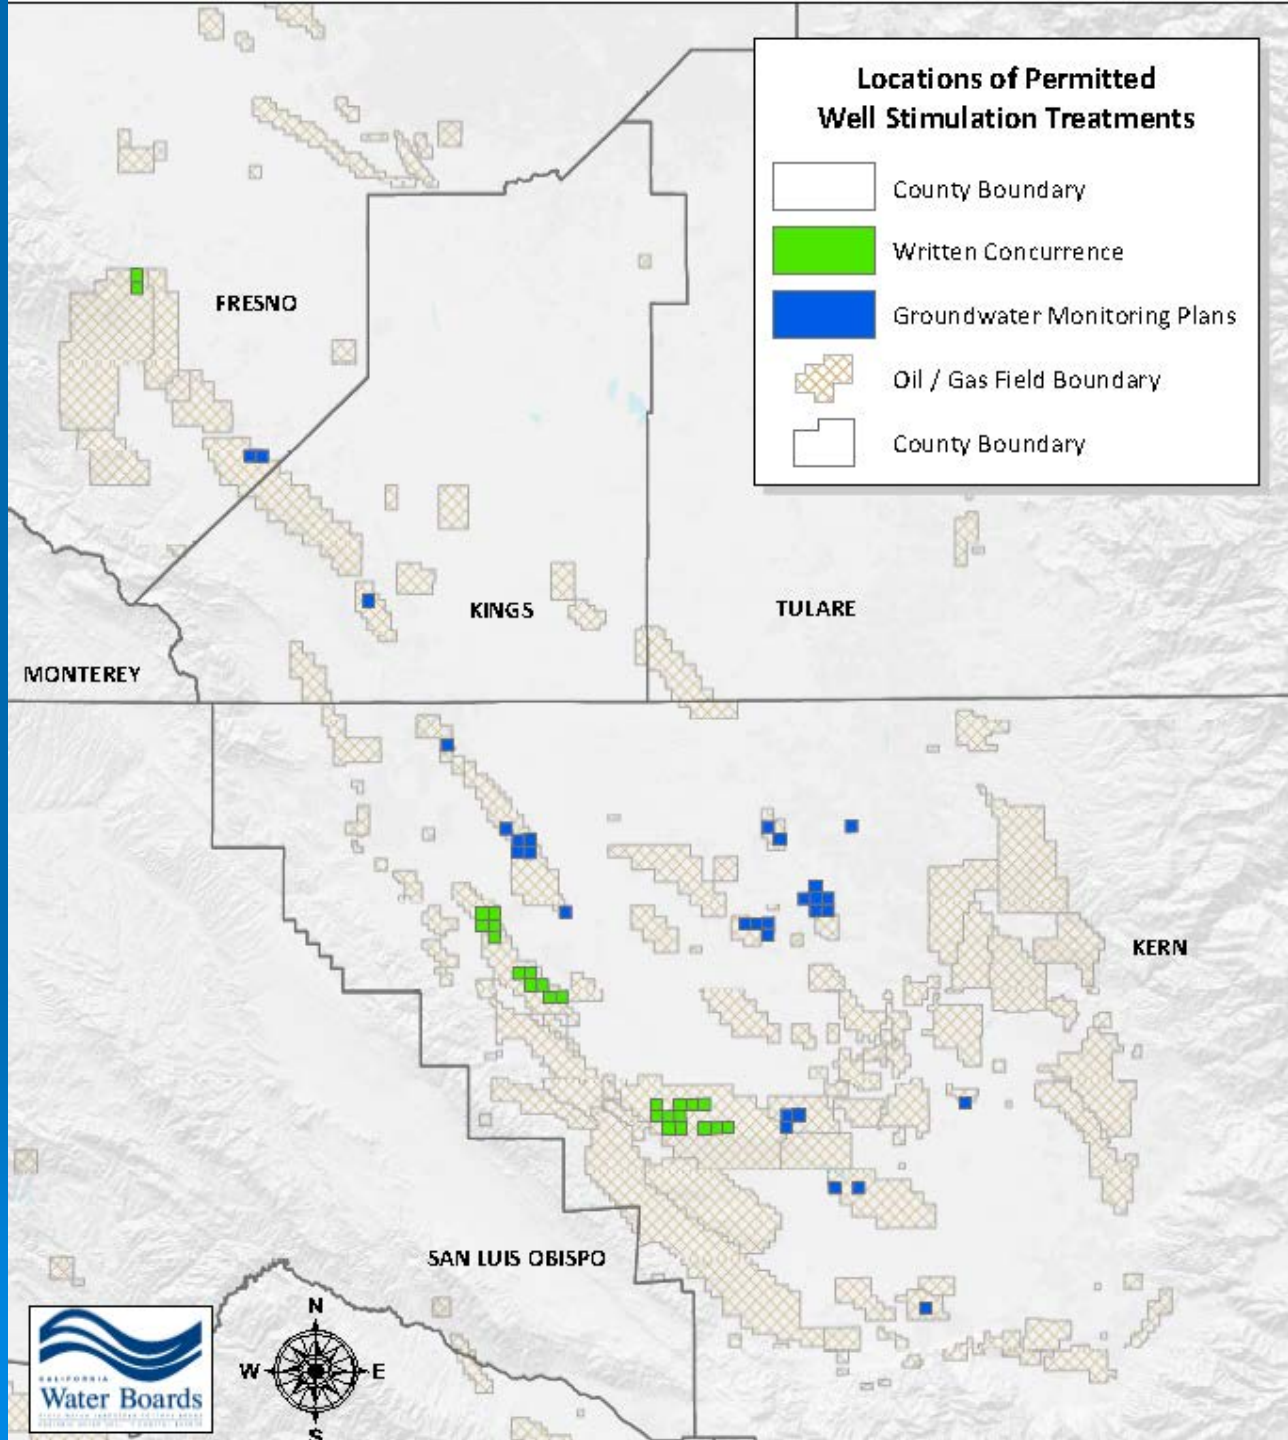 Locations of Permitted
Well Stimulation Treatments
County Boundary
Written Concurrence
Groundwater Monitoring Plans
Oil / Gas Field Boundary
County Boundary
FRESNO
KINGS
TULARE
MONTEREY
KERN
SAN LUIS OBISPO
N
W
E
S
CALIFORNIA
Water Boards